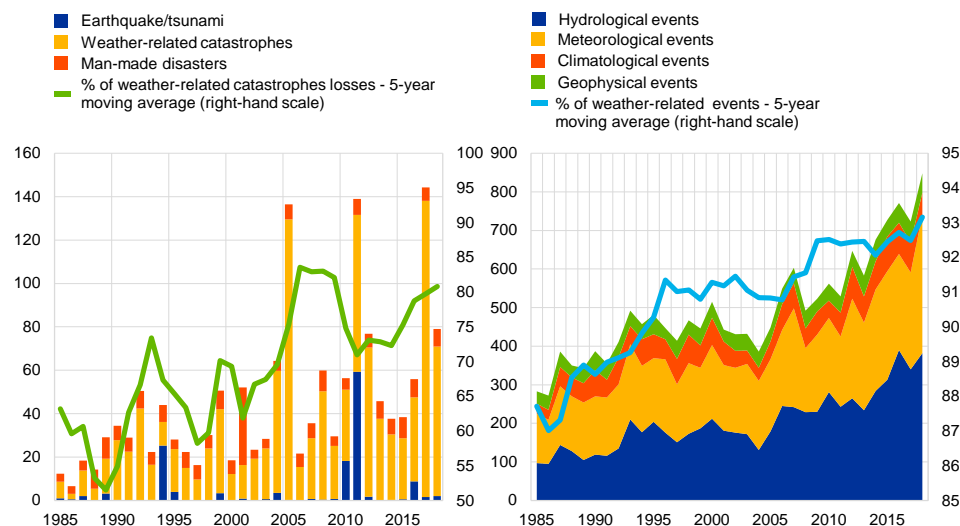 Earthquake/tsunami
Weather-related catastrophes
Man-made disasters
% of weather-related catastrophes losses - 5-year
moving average (right-hand scale)
160 100
140 95
120 90
100 85
80 80
60 75
40 70
20 65
0 60
55
50
1985 1990 1995 2000 2005 2010 2015
Hydrological events
Meteorological events
Climatological events
Geophysical events
% of weather-related events - 5-year
moving average (right-hand scale)
900 95
800 94
700 93
600 92
500 91
400 90
300 89
200 88
100 87
0 86
85
1985 1990 1995 2000 2005 2010 2015